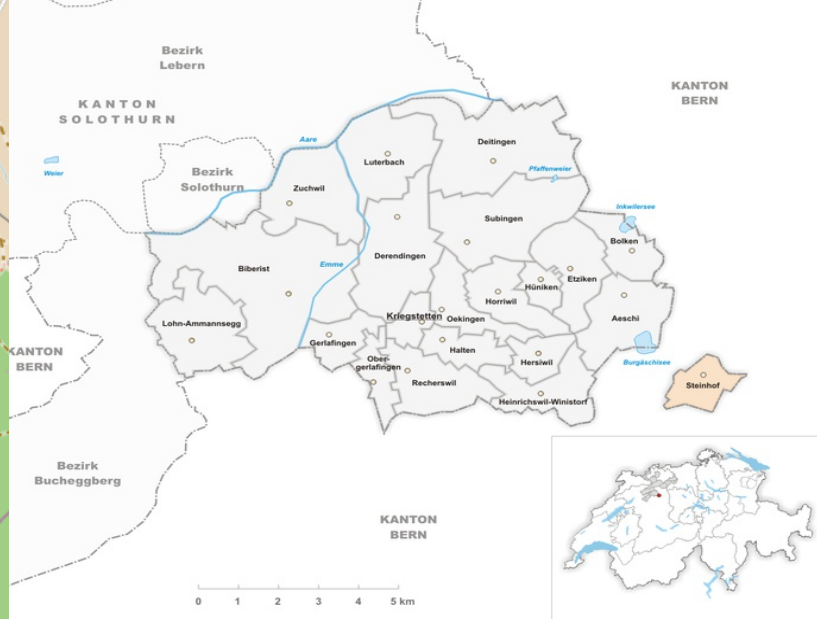 Bezirk
Lebern
KANTON
SOLOTHURN
KANTON
BERN
Weier
Aare
Bezirk
Solothurn
Zuchwil
Luterbach
Deitingen
Pfaffenweier
Inkwilersee
Subingen
Bolken
Biberist
Emme
Derendingen
Etziken
Hüniken
Horriwil
Aeschi
Lohn-Ammannsegg
Kriegstetten
Oekingen
Gerlafingen
Halten
Hersiwil
Burgäschisee
Ober-
gerlafingen
Recherswil
Heinrichswil-Winistorf
Steinhof
KANTON
BERN
Bezirk
Bucheggberg
KANTON
BERN
0 1 2 3 4 5 km